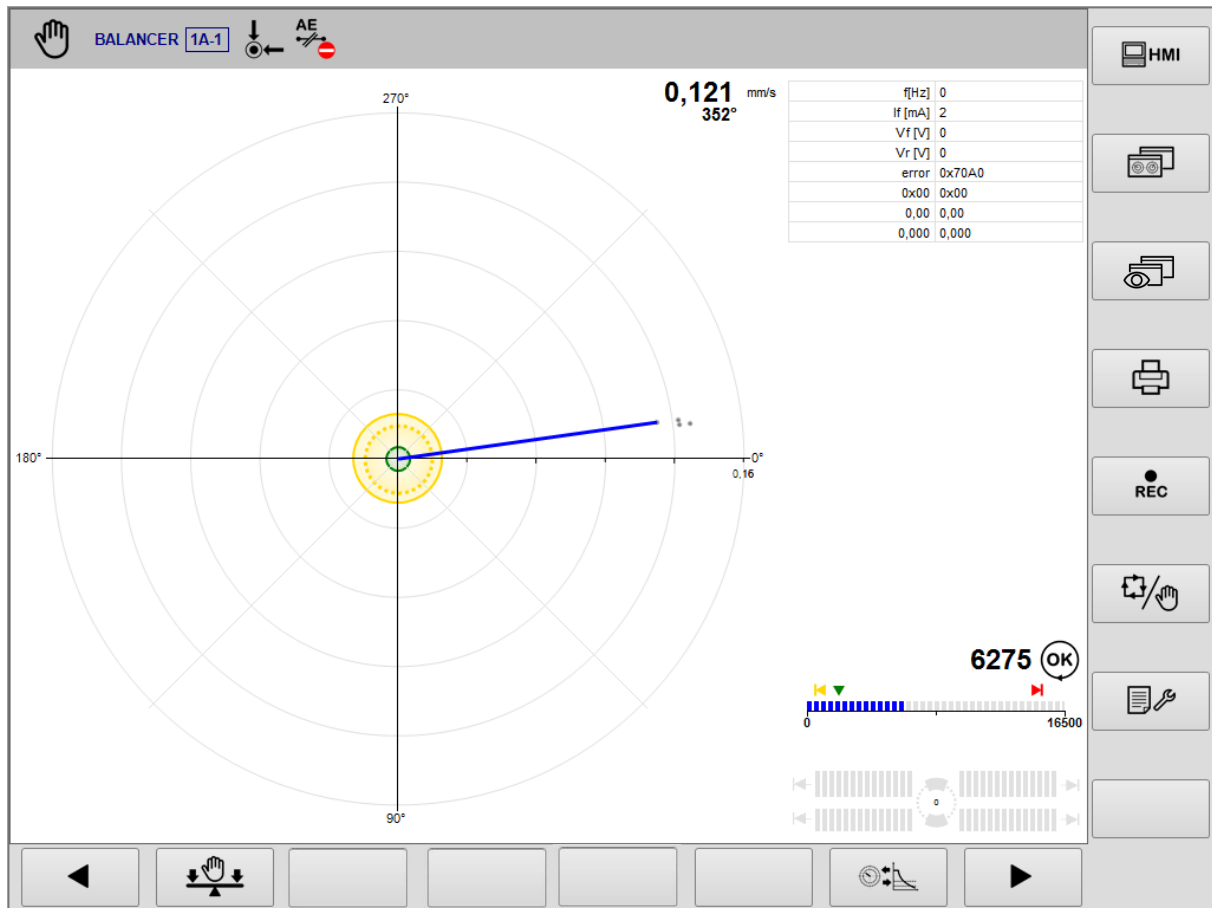 BALANCER 1A-1
AE
HMI
0,121 mm/s
352°
f[Hz] 0
If [mA] 2
Vf [V] 0
Vr [V] 0
error 0x70A0
0x00 0x00
0,00 0,00
0,000 0,000
270°
180°
0°
0,16
90°
REC
6275 OK
0 16500
0